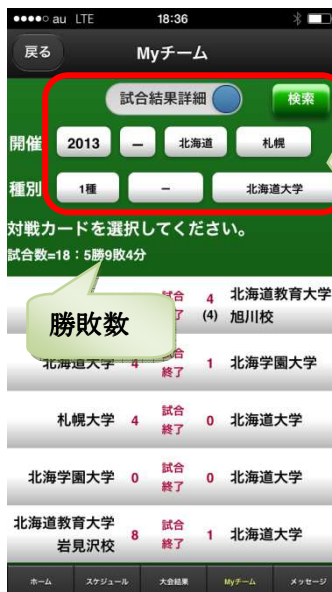 au LTE 18:36
戻る Myチーム
試合結果詳細 検索
開催 2013 – 北海道 札幌
種別 1種 – 北海道大学
対戦カードを選択してください。
試合数=18：5勝9敗4分
勝敗数
試合 4 北海道教育大学
(4) 旭川校
北海道大学 4 試合 1 北海学園大学
終了
札幌大学 4 試合 0 北海道大学
終了
北海学園大学 0 試合 0 北海道大学
終了
北海道教育大学 8 試合 1 北海道大学
岩見沢校 終了
ホーム スケジュール 大会結果 Myチーム メッセージ